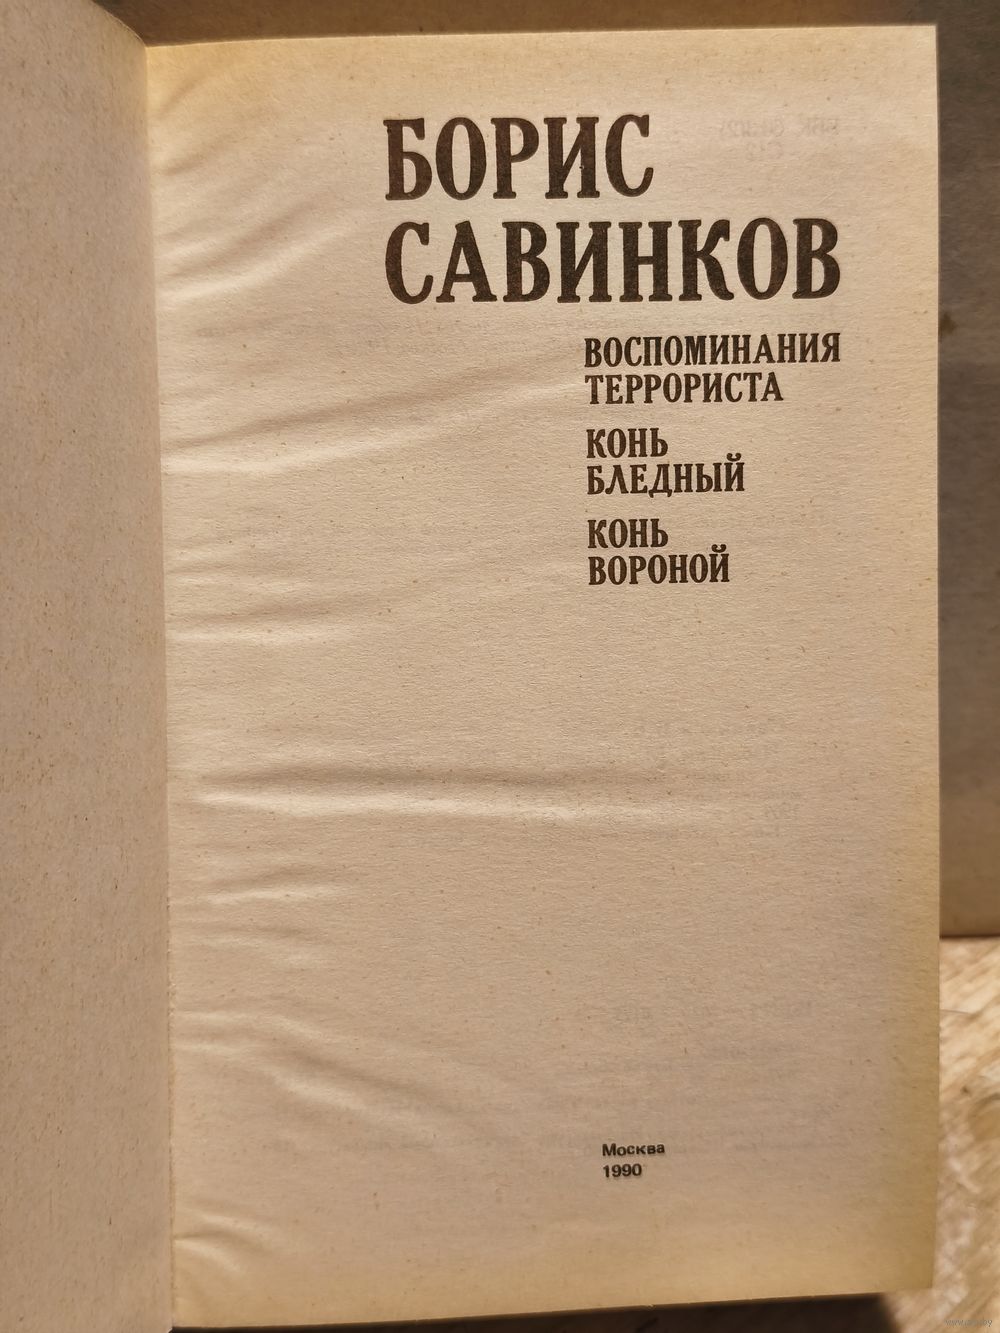 БОРИС
САВИНКОВ
ВОСПОМИНАНИЯ
ТЕРРОРИСТА
КОНЬ
БЛЕДНЫЙ
КОНЬ
ВОРОНОЙ
Москва
1990